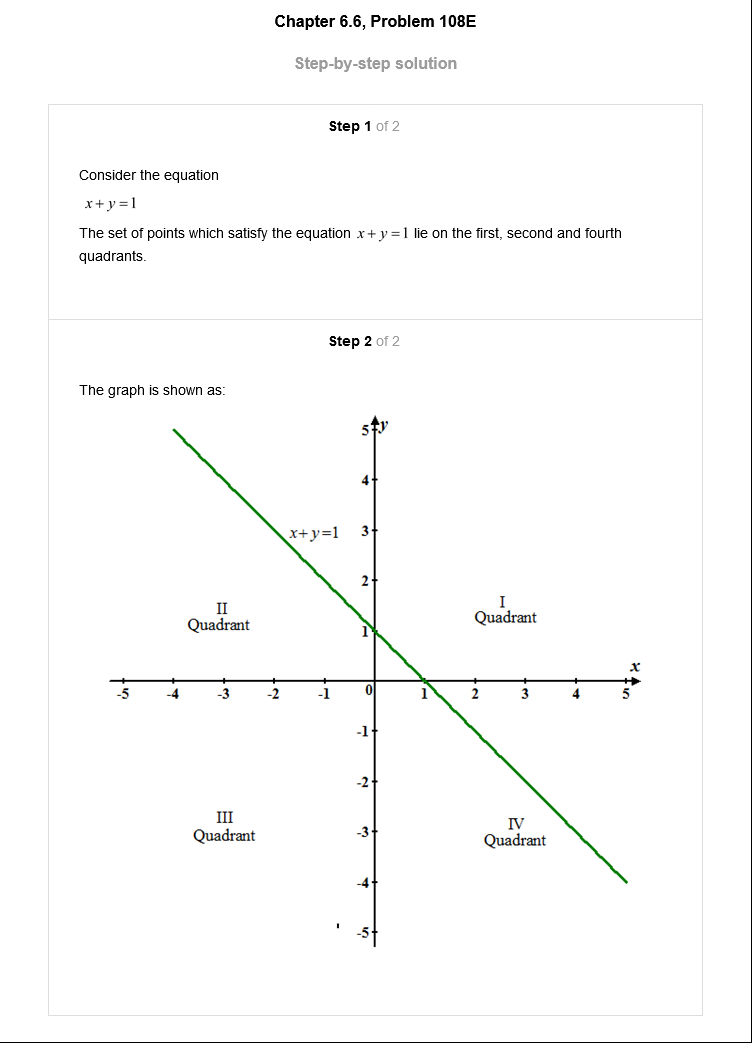 Chapter 6.6, Problem 108E
Step-by-step solution
Step 1 of 2
Consider the equation
x + y = 1
The set of points which satisfy the equation x + y = 1 lie on the first, second and fourth
quadrants.
Step 2 of 2
The graph is shown as:
5 y
4
x+y=1 3
2
II
Quadrant
I
Quadrant
1
x
-5 -4 -3 -2 -1 0 1 2 3 4 5
-1
-2
III
Quadrant
-3
IV
Quadrant
-4
-5